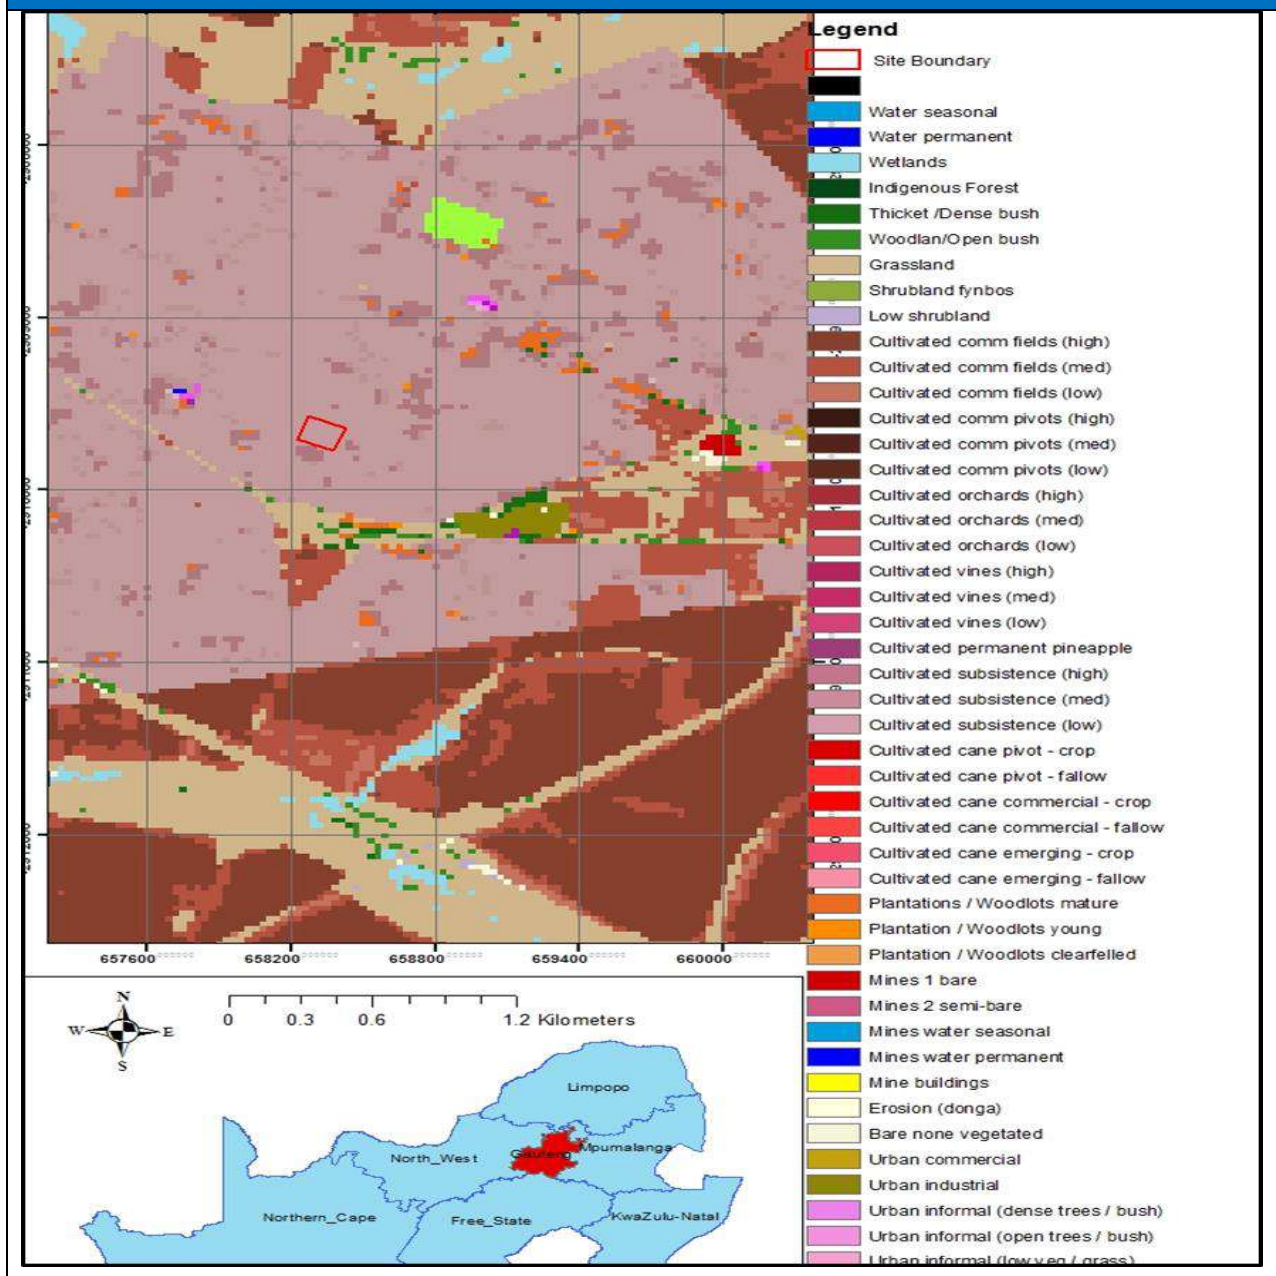 Legend
Site Boundary
Water seasonal
Water permanent
Wetlands
Indigenous Forest
Thicket /Dense bush
Woodlan/Open bush
Grassland
Shrubland fynbos
Low shrubland
Cultivated comm fields (high)
Cultivated comm fields (med)
Cultivated comm fields (low)
Cultivated comm pivots (high)
Cultivated comm pivots (med)
Cultivated comm pivots (low)
Cultivated orchards (high)
Cultivated orchards (med)
Cultivated orchards (low)
Cultivated vines (high)
Cultivated vines (med)
Cultivated vines (low)
Cultivated permanent pineapple
Cultivated subsistence (high)
Cultivated subsistence (med)
Cultivated subsistence (low)
Cultivated cane pivot - crop
Cultivated cane pivot - fallow
Cultivated cane commercial - crop
Cultivated cane commercial - fallow
Cultivated cane emerging - crop
Cultivated cane emerging - fallow
Plantations / Woodlots mature
Plantation / Woodlots young
Plantation / Woodlots clearfelled
Mines 1 bare
Mines 2 semi-bare
Mines water seasonal
Mines water permanent
Mine buildings
Erosion (donga)
Bare none vegetated
Urban commercial
Urban industrial
Urban informal (dense trees / bush)
Urban informal (open trees / bush)
Urban informal (low veg / grass)
657600 658200 658800 659400 660000
N
W E
S
0 0.3 0.6 1.2 Kilometers
Limpopo
North_West Gauteng Mpumalanga
Northern_Cape Free_State KwaZulu-Natal